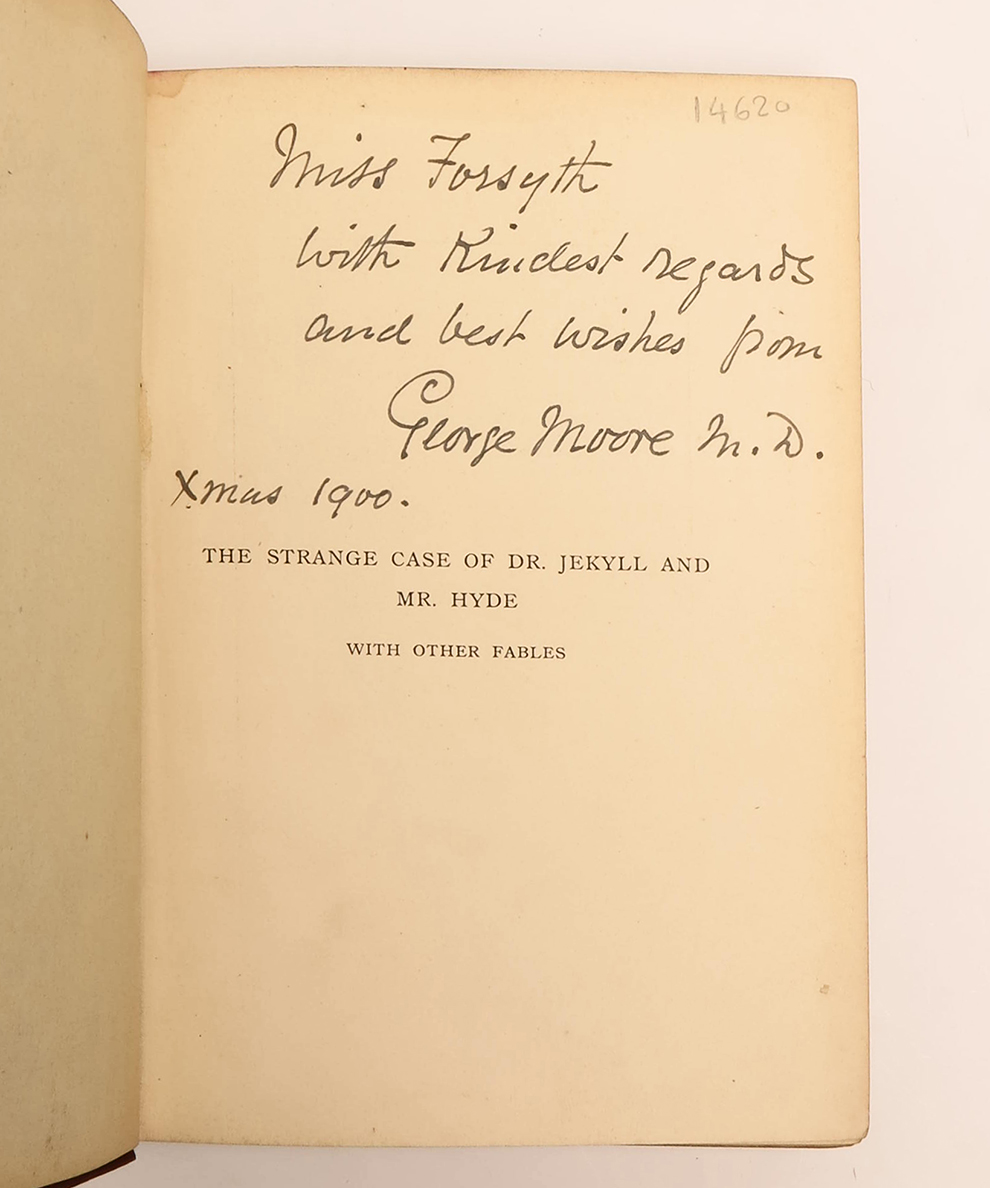 14620
Miss Forsyth
with Kindest regards
and best wishes from
George Moore M.D.
Xmas 1900.
THE STRANGE CASE OF DR. JEKYLL AND
MR. HYDE
WITH OTHER FABLES